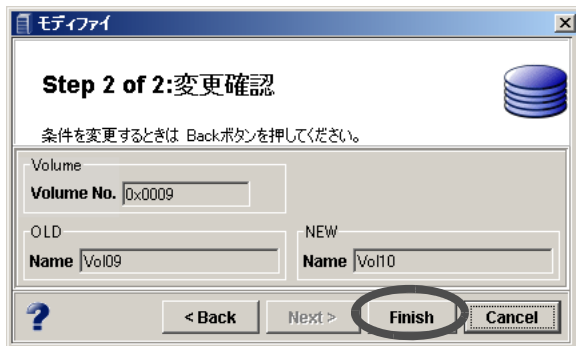 モディファイ
Step 2 of 2:変更確認
条件を変更するときは Backボタンを押してください。
Volume
Volume No. 0x0009
OLD
Name Vol09
NEW
Name Vol10
? < Back Next > Finish Cancel